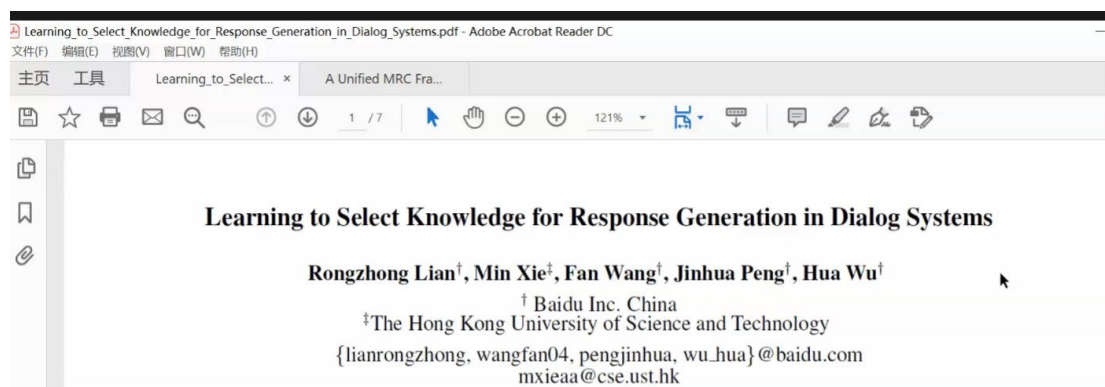 Learning_to_Select_Knowledge_for_Response_Generation_in_Dialog_Systems.pdf - Adobe Acrobat Reader DC
文件(F) 编辑(E) 视图(V) 窗口(W) 帮助(H)
主页 工具 Learning_to_Select... × A Unified MRC Fra...
1 / 7 121%
Learning to Select Knowledge for Response Generation in Dialog Systems
Rongzhong Lian†, Min Xie‡, Fan Wang†, Jinhua Peng†, Hua Wu†
† Baidu Inc. China
‡The Hong Kong University of Science and Technology
{lianrongzhong, wangfan04, pengjinhua, wu_hua}@baidu.com
mxieaa@cse.ust.hk